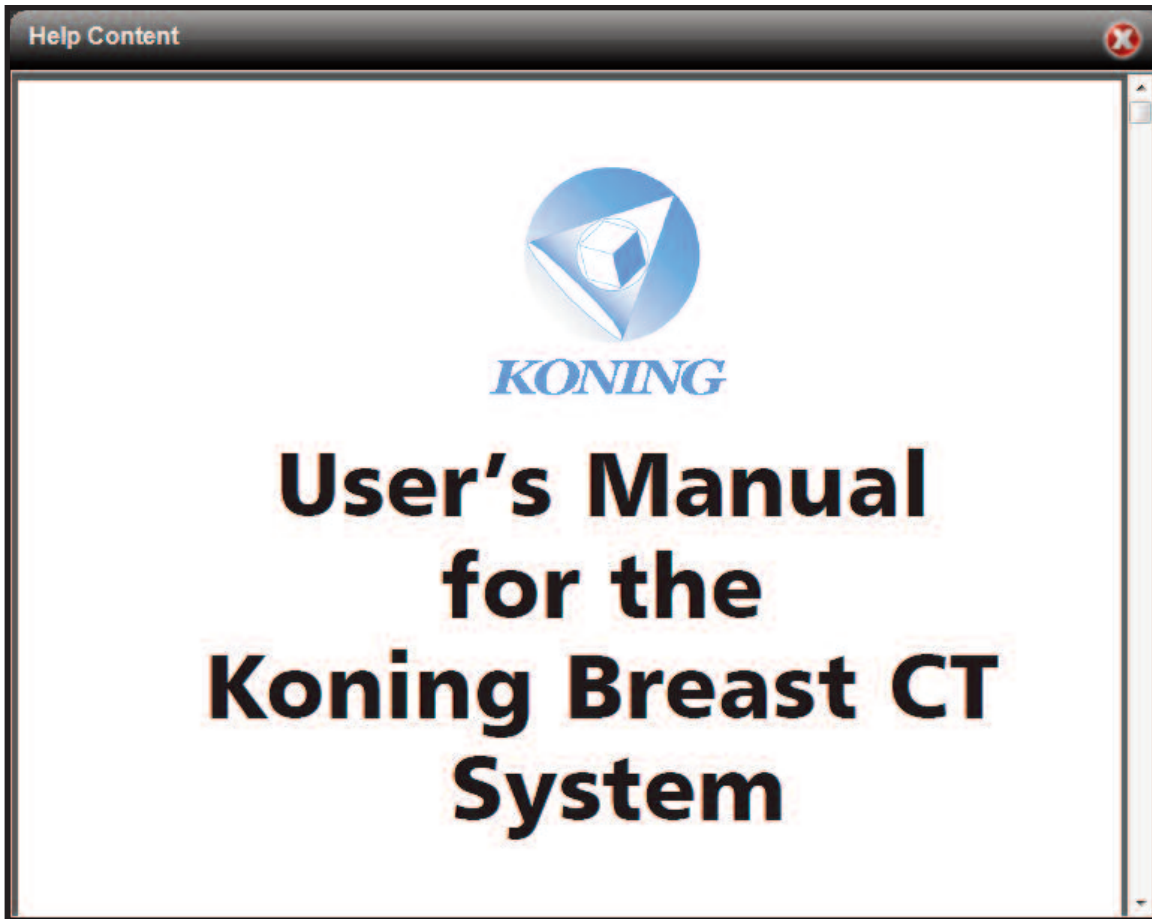 Help Content
KONING
User’s Manual
for the
Koning Breast CT
System